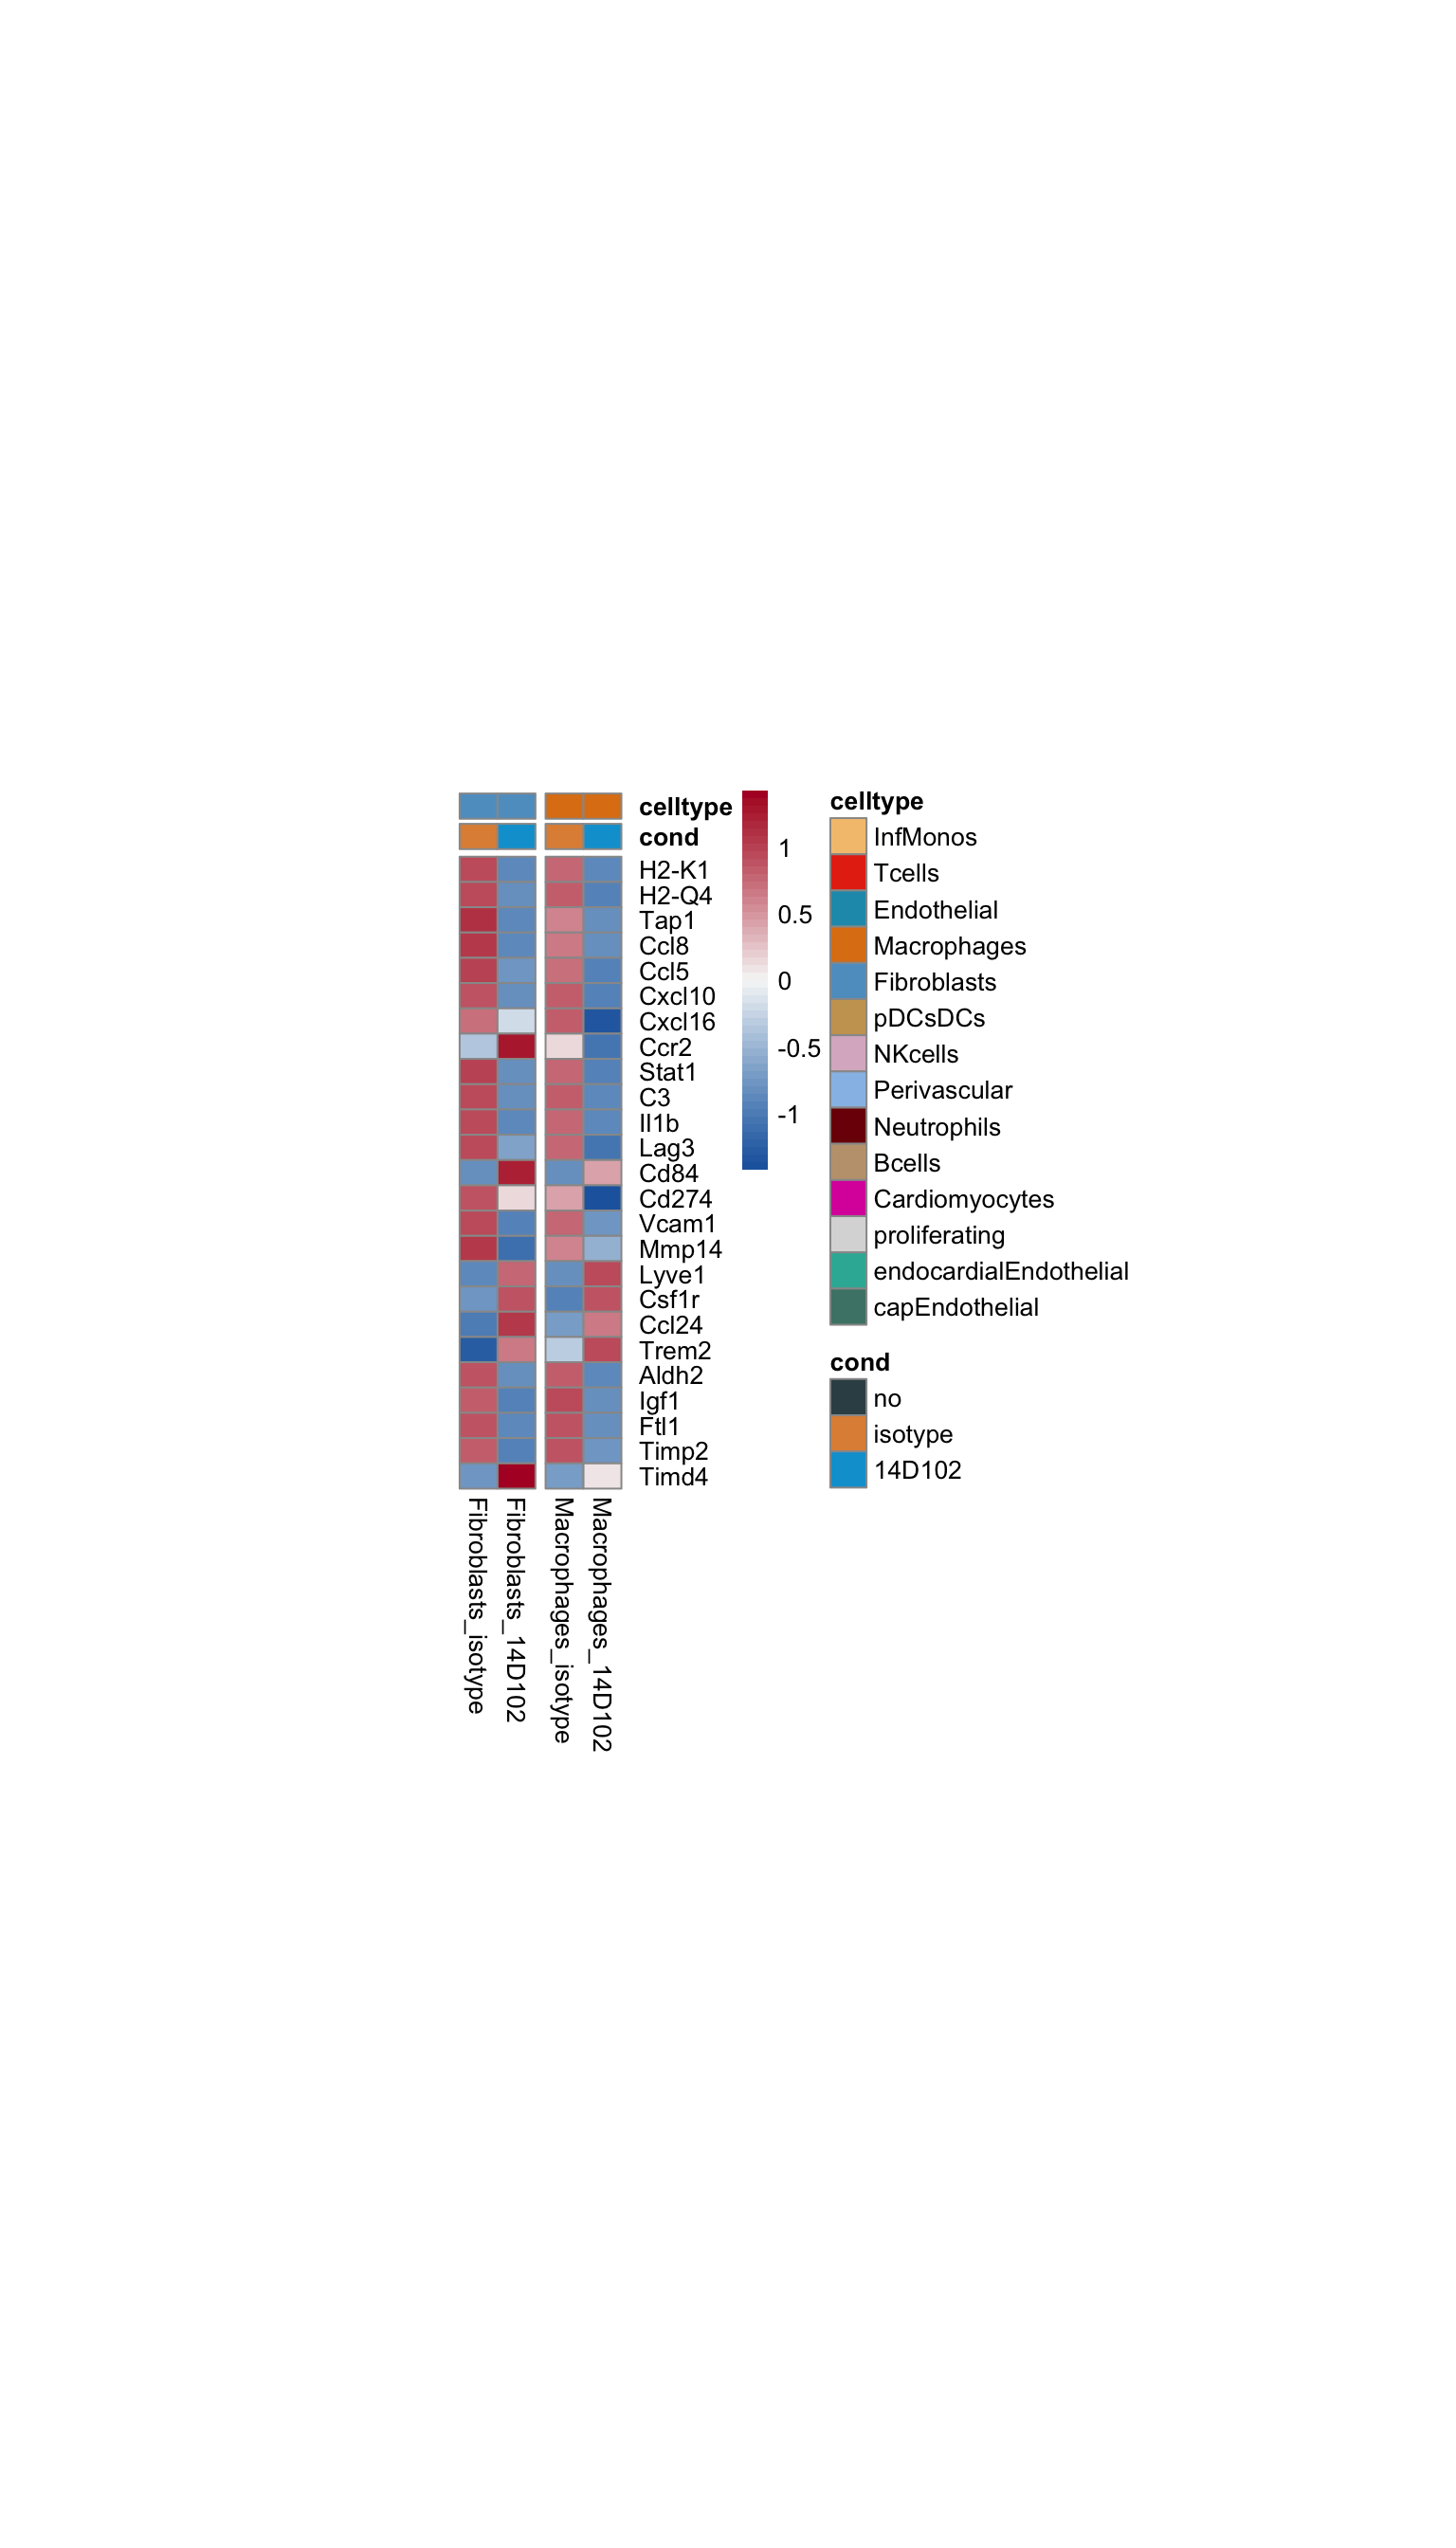 celltype
cond
H2-K1
H2-Q4
Tap1
Ccl8
Ccl5
Cxcl10
Cxcl16
Ccr2
Stat1
C3
Il1b
Lag3
Cd84
Cd274
Vcam1
Mmp14
Lyve1
Csf1r
Ccl24
Trem2
Aldh2
Igf1
Ftl1
Timp2
Timd4
Fibroblasts_isotype
Fibroblasts_14D102
Macrophages_isotype
Macrophages_14D102
1
0.5
0
-0.5
-1
celltype
InfMonos
Tcells
Endothelial
Macrophages
Fibroblasts
pDCsDCs
NKcells
Perivascular
Neutrophils
Bcells
Cardiomyocytes
proliferating
endocardialEndothelial
capEndothelial
cond
no
isotype
14D102